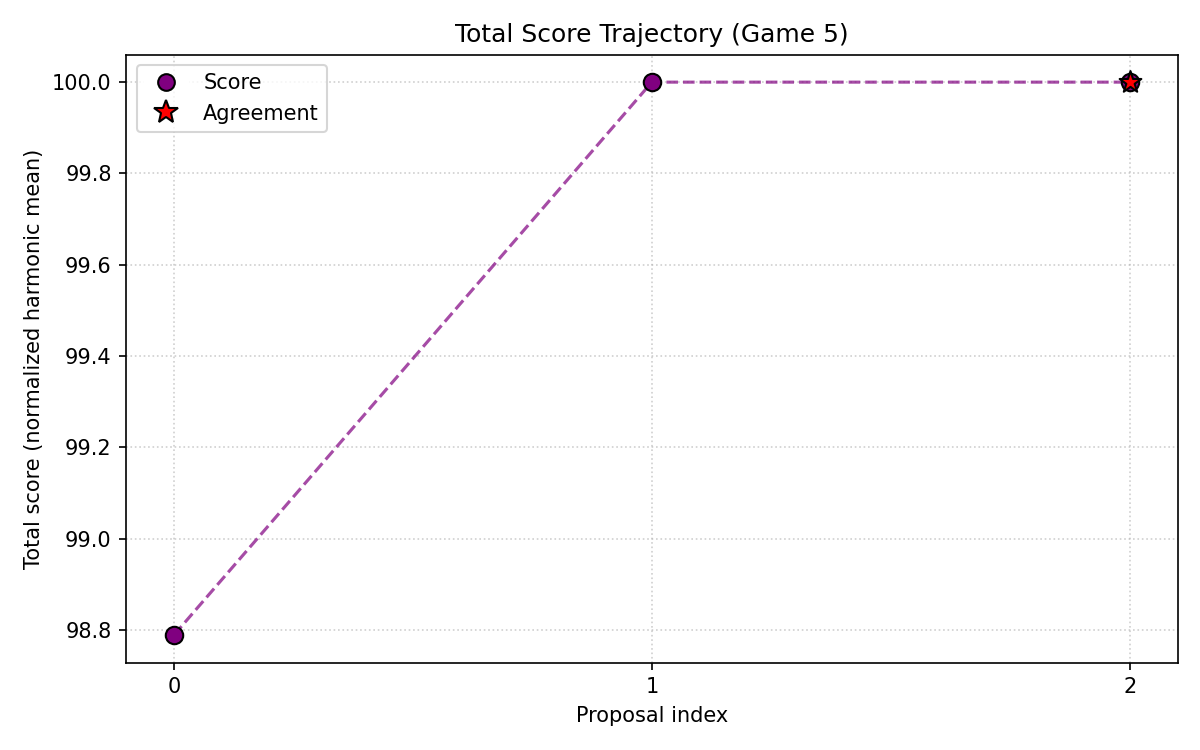 Total Score Trajectory (Game 5)
Score
Agreement
100.0
99.8
99.6
99.4
99.2
99.0
98.8
Total score (normalized harmonic mean)
0
1
2
Proposal index